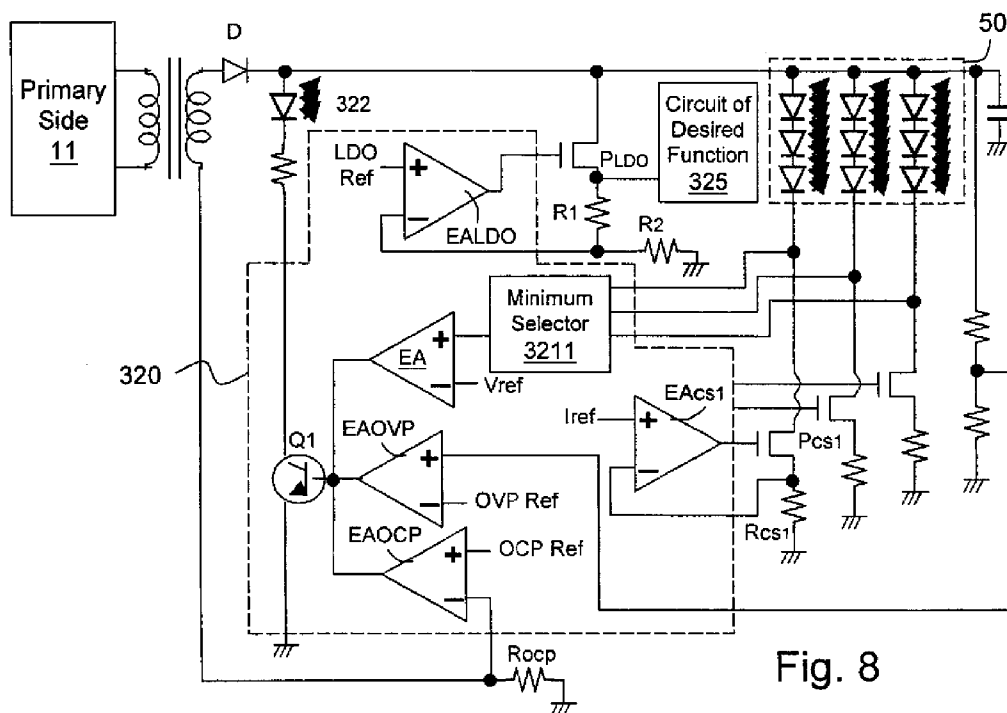 50
D
Primary
Side
11
322
LDO
Ref
+
−
EALDO
PLDO
Circuit of
Desired
Function
325
R1
R2
Minimum
Selector
3211
320
EA
+
−
Vref
EAcs1
Iref
+
−
Pcs1
Rcs1
Q1
EAOVP
+
−
OVP Ref
EAOCP
+
−
OCP Ref
Rocp
Fig. 8